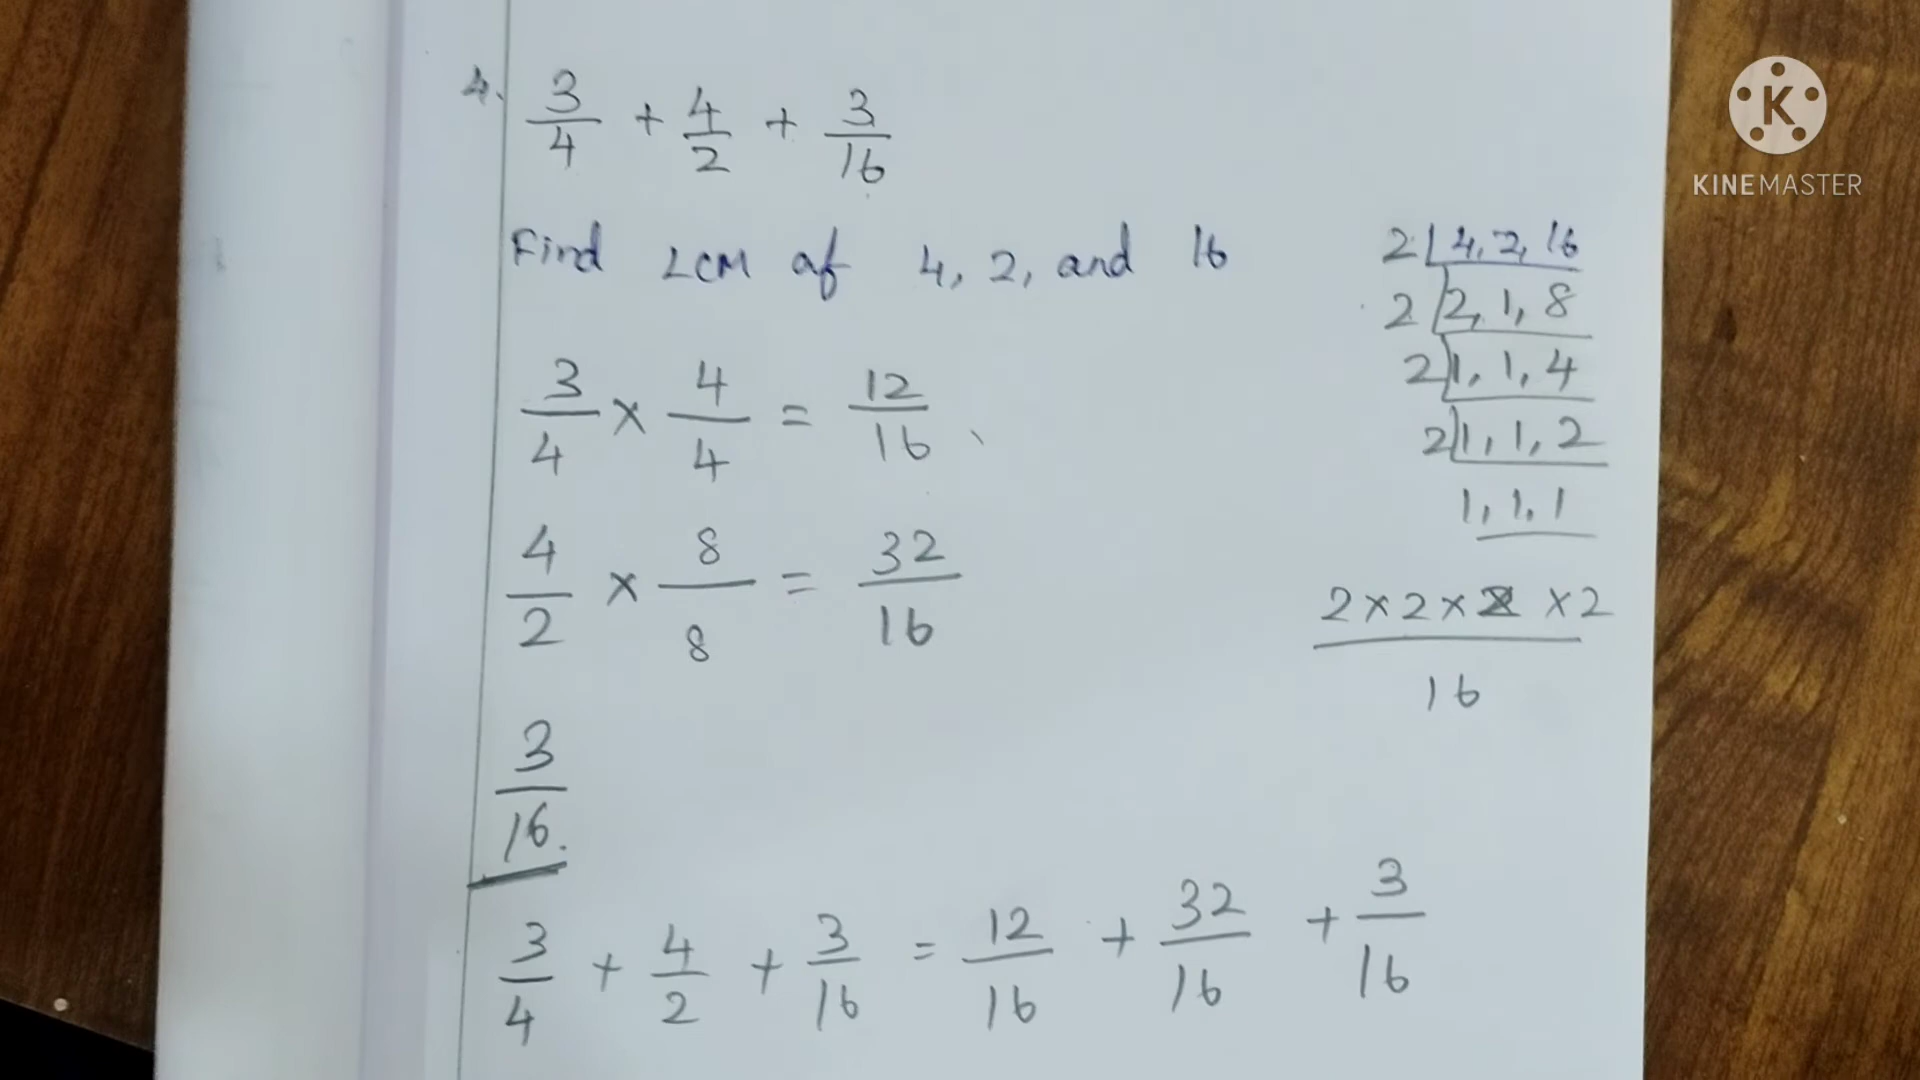 4. 3/4 + 4/2 + 3/16
Find LCM of 4, 2, and 16
3/4 × 4/4 = 12/16
4/2 × 8/8 = 32/16
3/16.
3/4 + 4/2 + 3/16 = 12/16 + 32/16 + 3/16
2 | 4, 2, 16
2 | 2, 1, 8
2 | 1, 1, 4
2 | 1, 1, 2
1, 1, 1
2 × 2 × 2 × 2
16
K
KINEMASTER